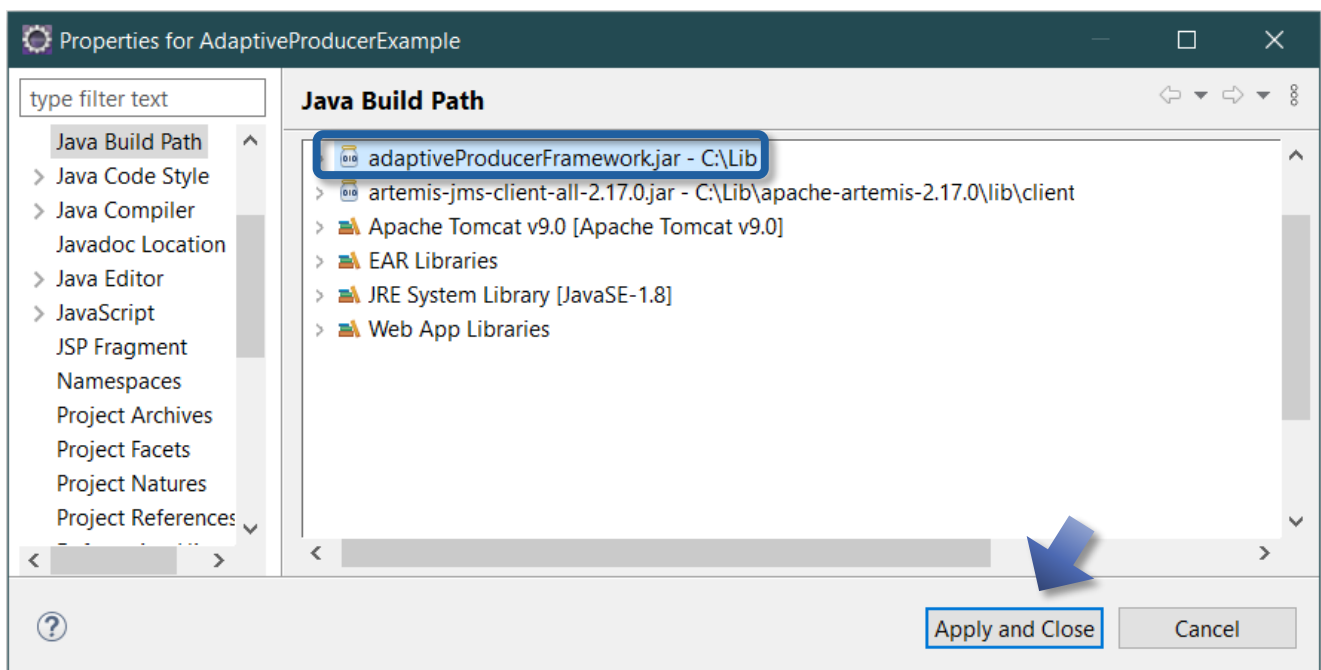 Properties for AdaptiveProducerExample
type filter text
Java Build Path
Java Code Style
Java Compiler
Javadoc Location
Java Editor
JavaScript
JSP Fragment
Namespaces
Project Archives
Project Facets
Project Natures
Project References
Java Build Path
adaptiveProducerFramework.jar - C:\Lib
artemis-jms-client-all-2.17.0.jar - C:\Lib\apache-artemis-2.17.0\lib\client
Apache Tomcat v9.0 [Apache Tomcat v9.0]
EAR Libraries
JRE System Library [JavaSE-1.8]
Web App Libraries
Apply and Close
Cancel